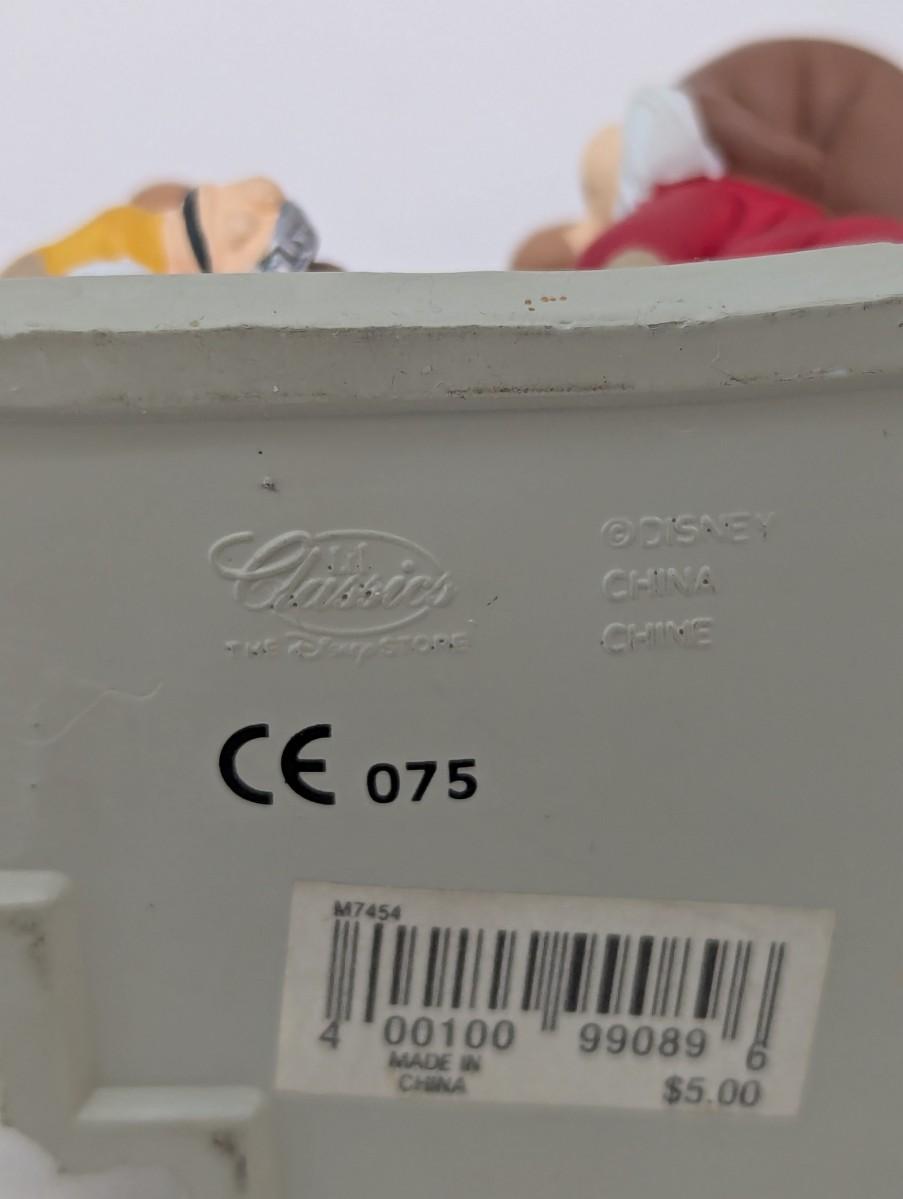 Lil
Classics
THE Disney STORE
©DISNEY
CHINA
CHINE
CE 075
M7454
4 00100 99089 6
MADE IN
CHINA
$5.00